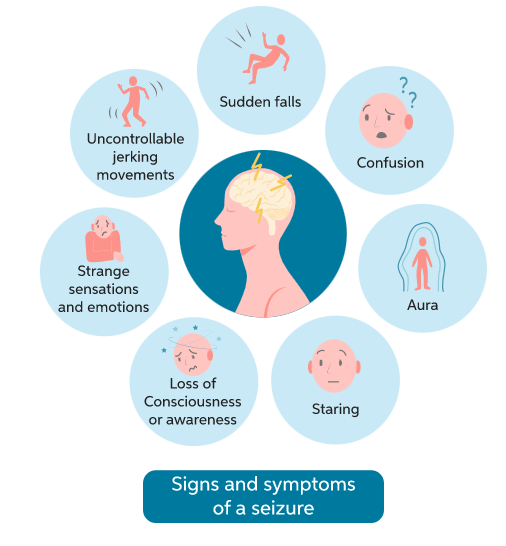 Sudden falls
? ?
Confusion
Aura
Staring
Loss of
Consciousness
or awareness
Strange
sensations
and emotions
Uncontrollable
jerking
movements
Signs and symptoms
of a seizure